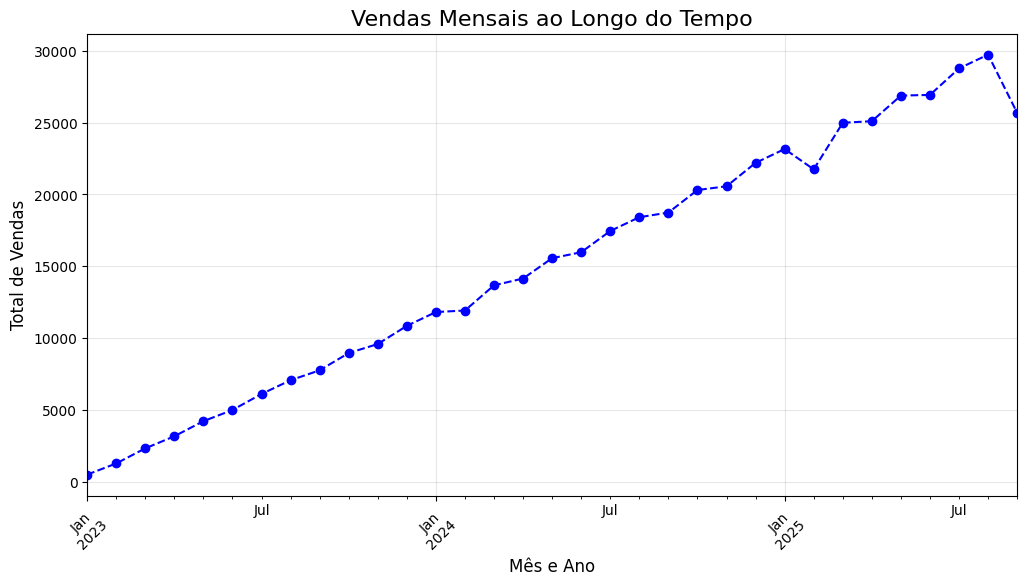 Vendas Mensais ao Longo do Tempo
Total de Vendas
30000
25000
20000
15000
10000
5000
0
Jan
2023
Jul
Jan
2024
Jul
Jan
2025
Jul
Mês e Ano